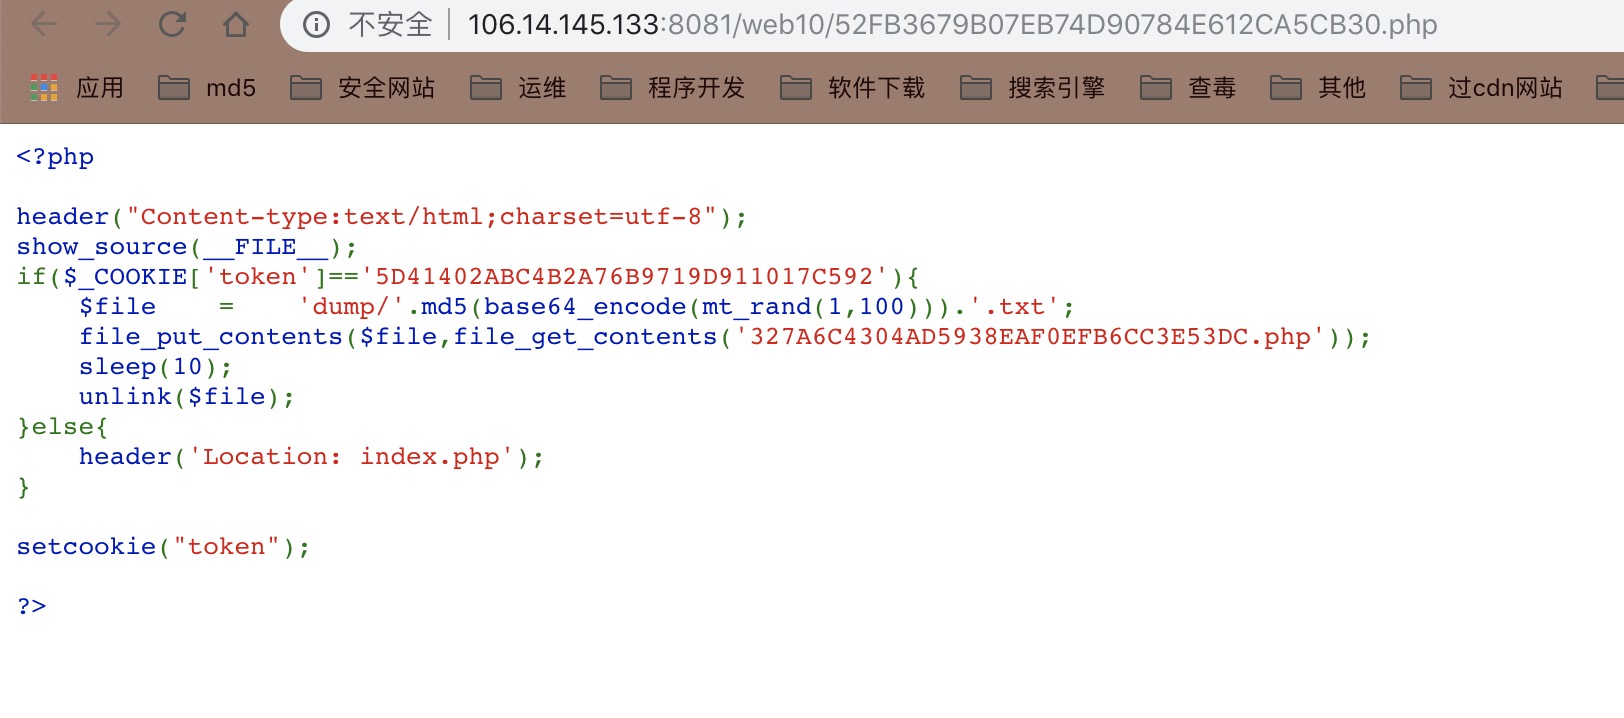 不安全 | 106.14.145.133:8081/web10/52FB3679B07EB74D90784E612CA5CB30.php
应用 md5 安全网站 运维 程序开发 软件下载 搜索引擎 查毒 其他 过cdn网站
<?php
header("Content-type:text/html;charset=utf-8");
show_source(__FILE__);
if($_COOKIE['token']=='5D41402ABC4B2A76B9719D911017C592'){
    $file    =    'dump/'.md5(base64_encode(mt_rand(1,100))).'.txt';
    file_put_contents($file,file_get_contents('327A6C4304AD5938EAF0EFB6CC3E53DC.php'));
    sleep(10);
    unlink($file);
}else{
    header('Location: index.php');
}
setcookie("token");
?>